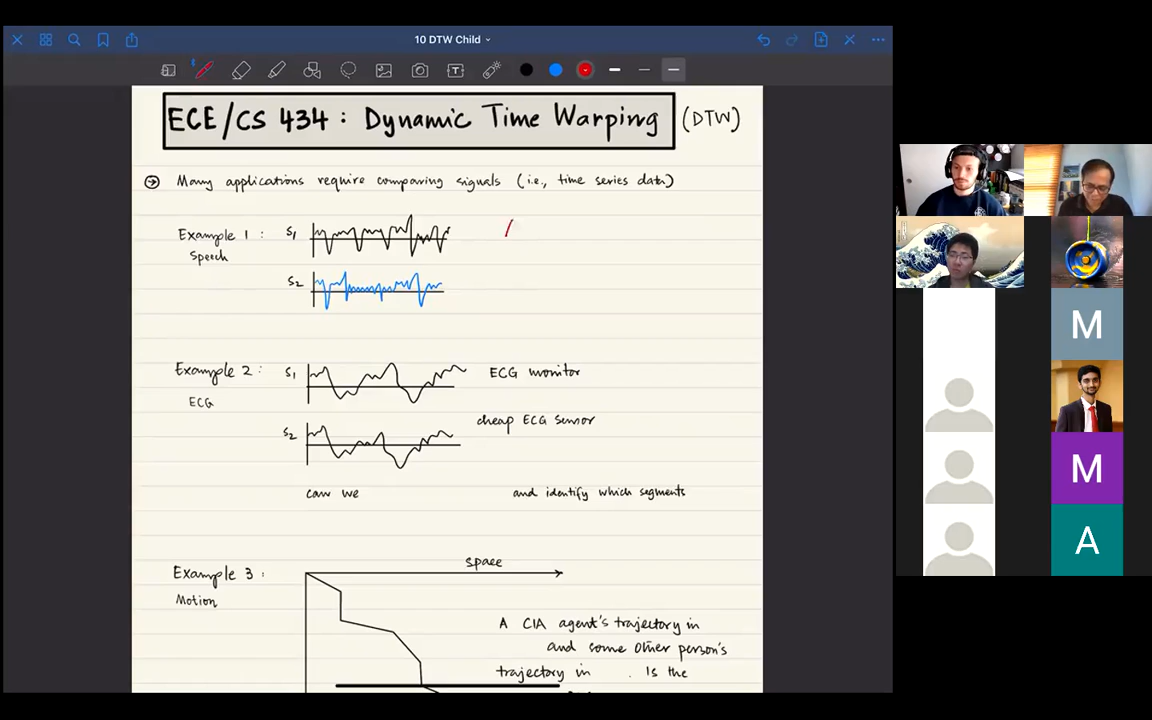 10 DTW Child
ECE/CS 434 : Dynamic Time Warping (DTW)
Many applications require comparing signals (i.e., time series data)
Example 1 : S1
Speech
S2
Example 2 : S1 ECG monitor
ECG
cheap ECG sensor
S2
can we and identify which segments
space
Example 3 :
Motion
A CIA agent's trajectory in
and some other person's
trajectory in . Is the
M
M
A